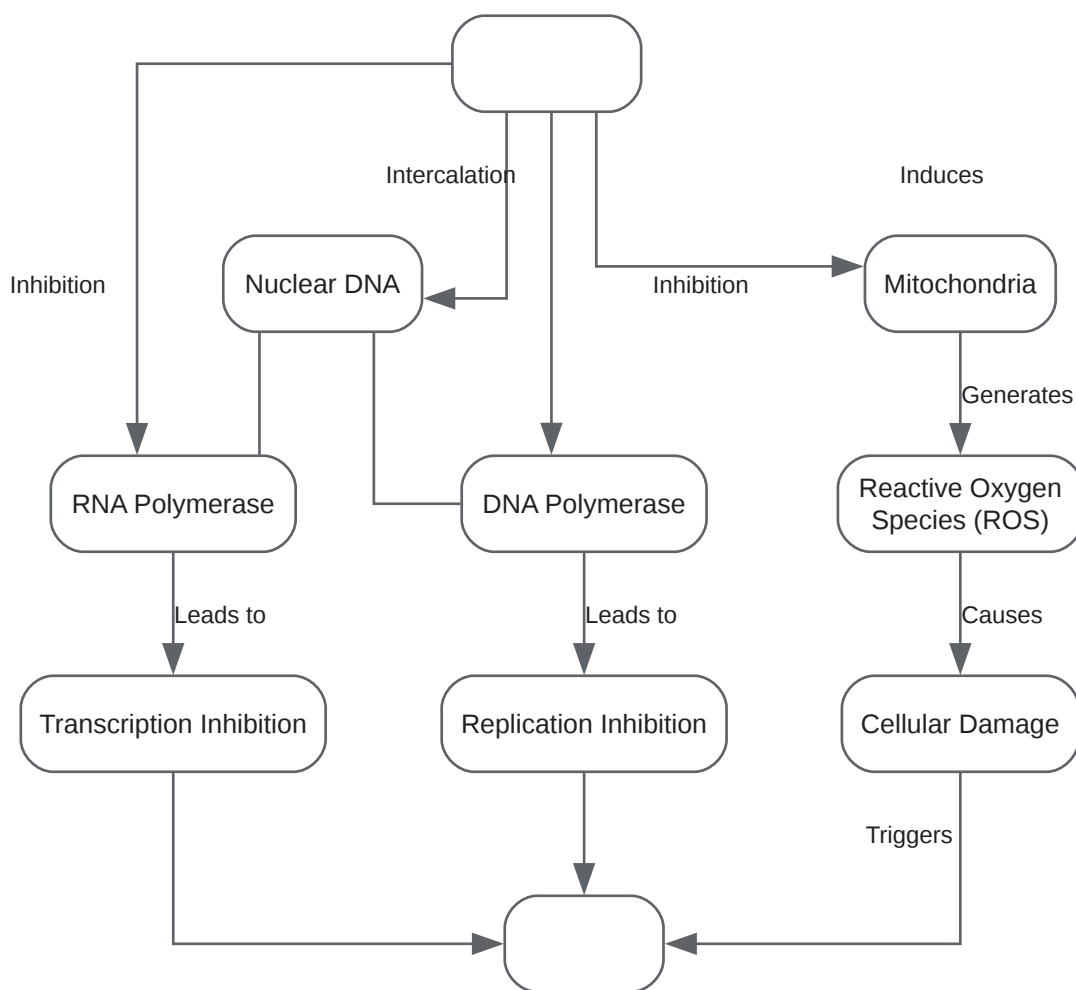 Intercalation
Induces
Nuclear DNA
Inhibition
Inhibition
Mitochondria
Generates
RNA Polymerase
DNA Polymerase
Reactive Oxygen
Species (ROS)
Leads to
Leads to
Causes
Transcription Inhibition
Replication Inhibition
Cellular Damage
Triggers